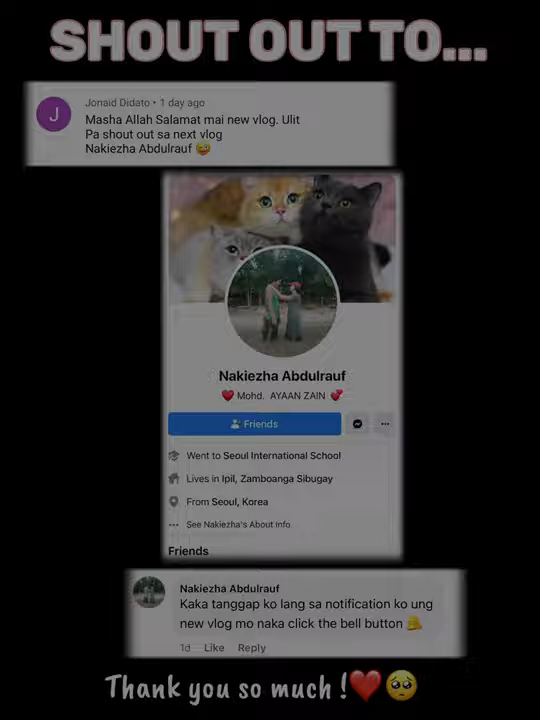 SHOUT OUT TO...
J
Jonaid Didato • 1 day ago
Masha Allah Salamat mai new vlog. Ulit
Pa shout out sa next vlog
Nakiezha Abdulrauf 😜
Nakiezha Abdulrauf
❤️ Mohd. AYAAN ZAIN 💕
Friends
Went to Seoul International School
Lives in Ipil, Zamboanga Sibugay
From Seoul, Korea
See Nakiezha's About Info
Friends
Nakiezha Abdulrauf
Kaka tanggap ko lang sa notification ko ung
new vlog mo naka click the bell button 🫰
1d Like Reply
Thank you so much !❤️🥺